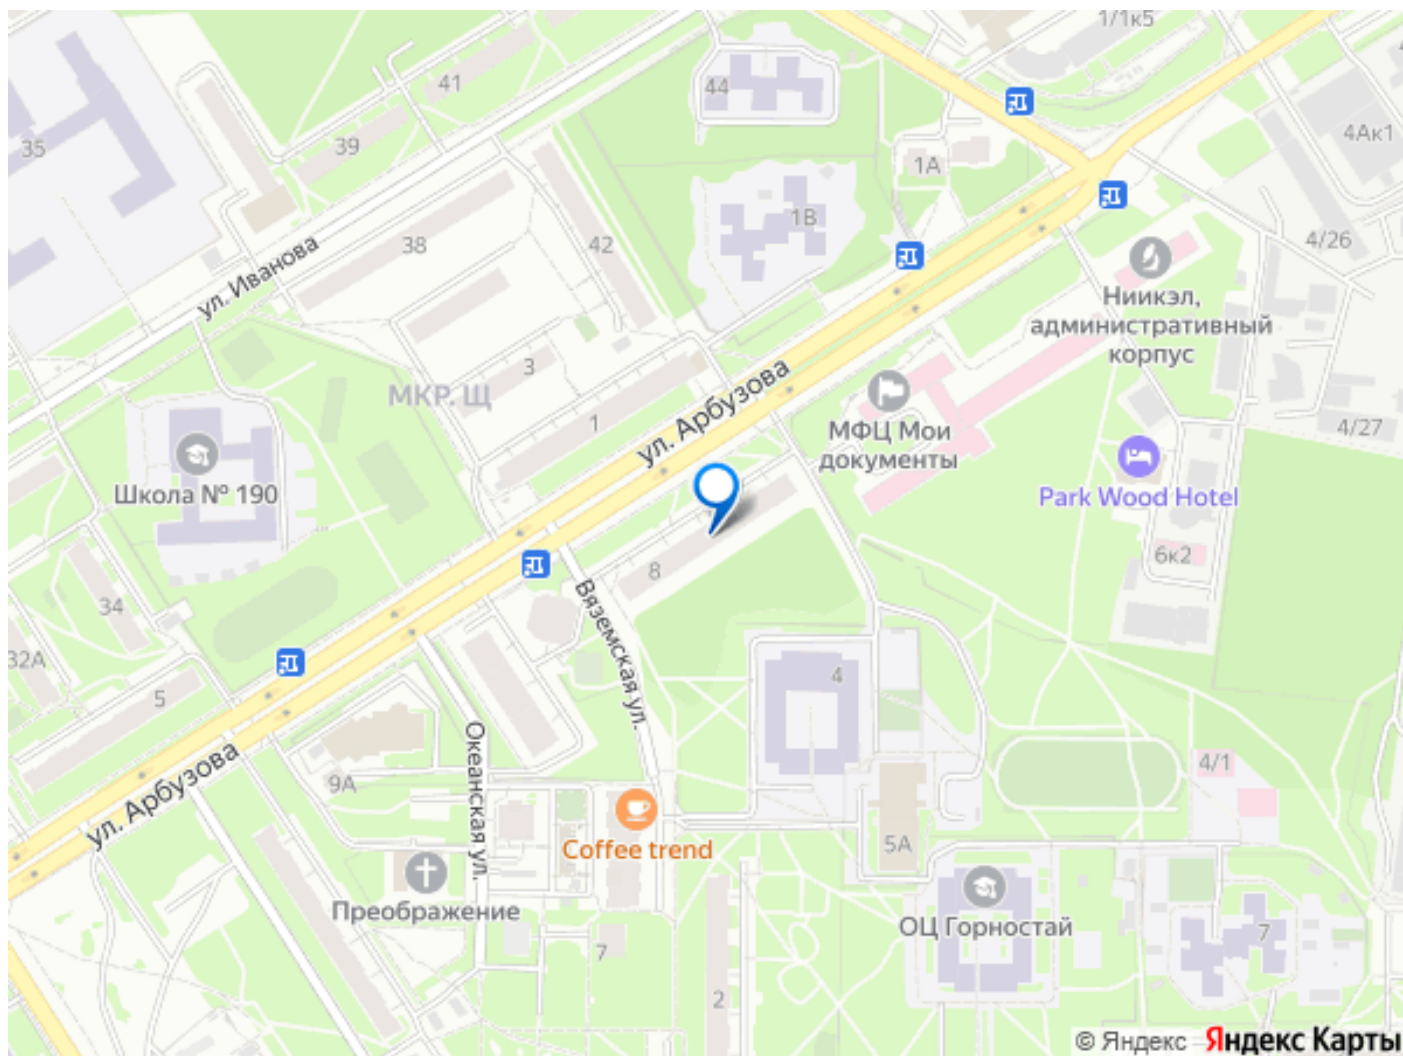 1/1к5
41
44
35
39
4Ак1
1А
1В
38
42
4/26
ул. Иванова
Ниикэл,
административный
корпус
3
МКР. Щ
ул. Арбузова
1
МФЦ Мои
документы
4/27
Школа № 190
Park Wood Hotel
6к2
8
34
Вяземская ул.
32А
5
4
Океанская ул.
4/1
9А
ул. Арбузова
Coffee trend
5А
Преображение
ОЦ Горностай
7
7
2
© Яндекс Яндекс Карты